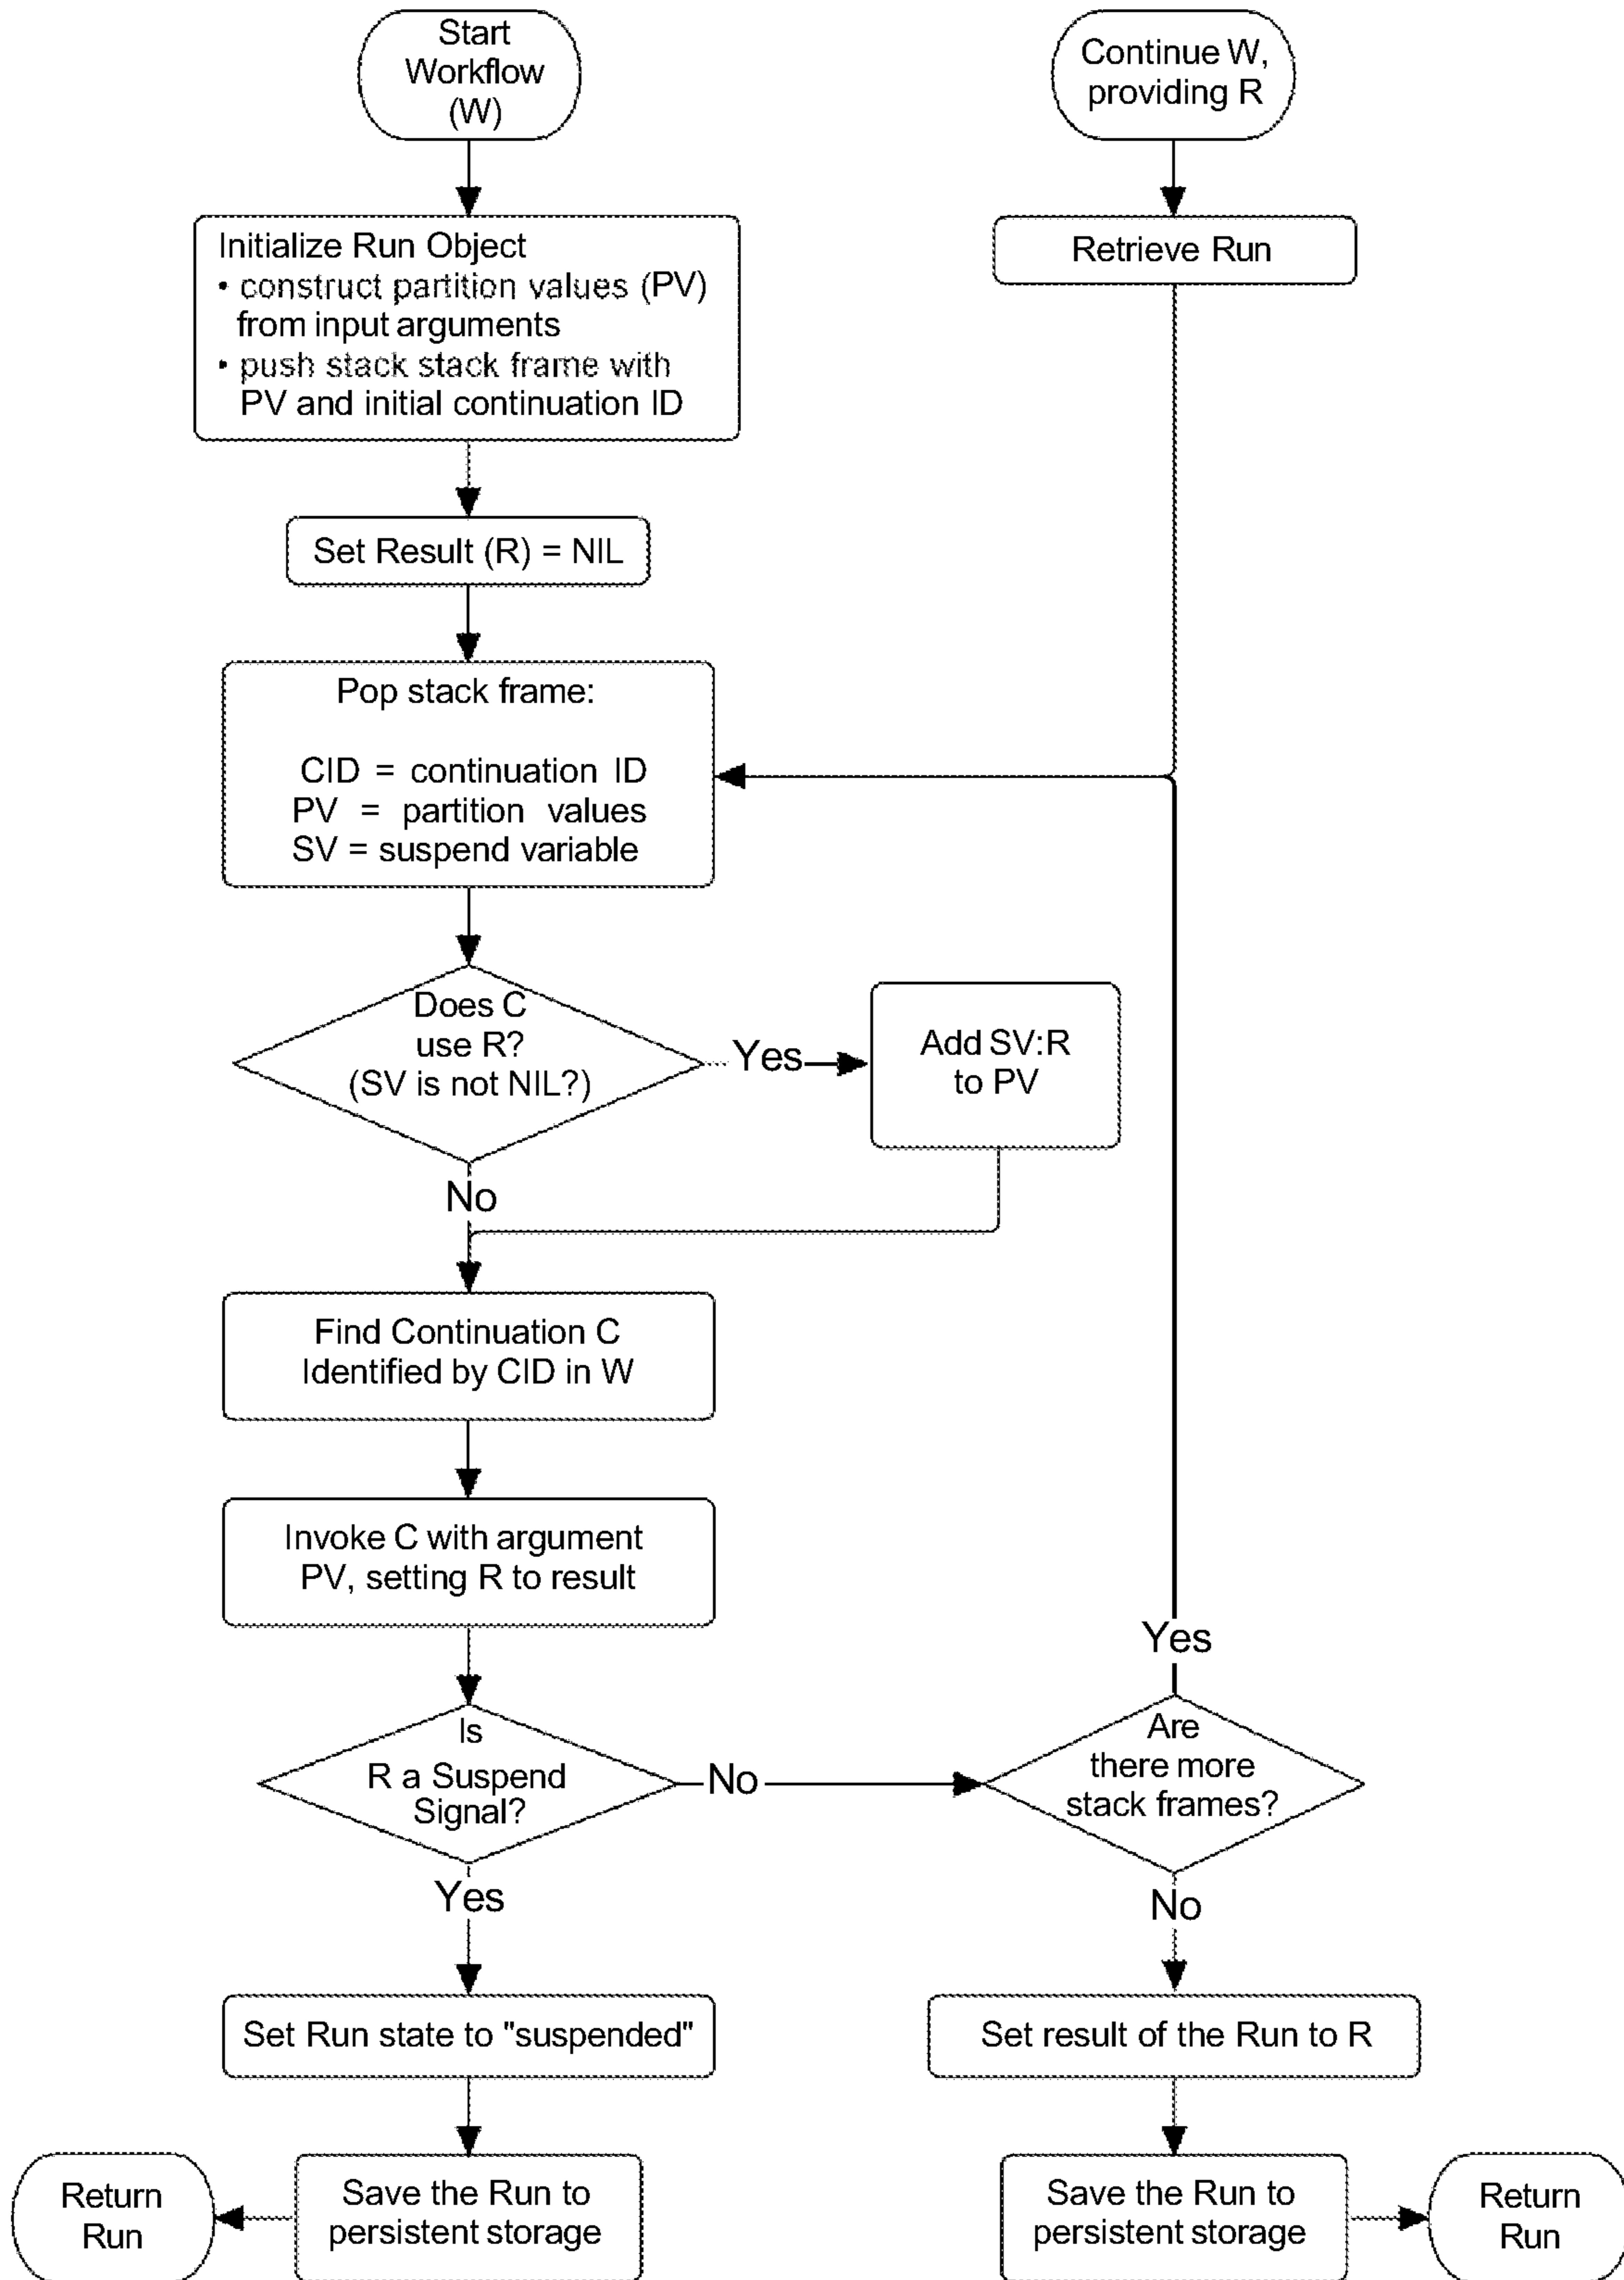 Start
Workflow
(W)
Continue W,
providing R
Initialize Run Object
• construct partition values (PV)
from input arguments
• push stack stack frame with
PV and initial continuation ID
Retrieve Run
Set Result (R) = NIL
Pop stack frame:
CID = continuation ID
PV = partition values
SV = suspend variable
Does C
use R?
(SV is not NIL?)
Yes
Add SV:R
to PV
No
Find Continuation C
Identified by CID in W
Invoke C with argument
PV, setting R to result
Is
R a Suspend
Signal?
No
Yes
Are
there more
stack frames?
Yes
No
Set Run state to "suspended"
Set result of the Run to R
Return
Run
Save the Run to
persistent storage
Save the Run to
persistent storage
Return
Run